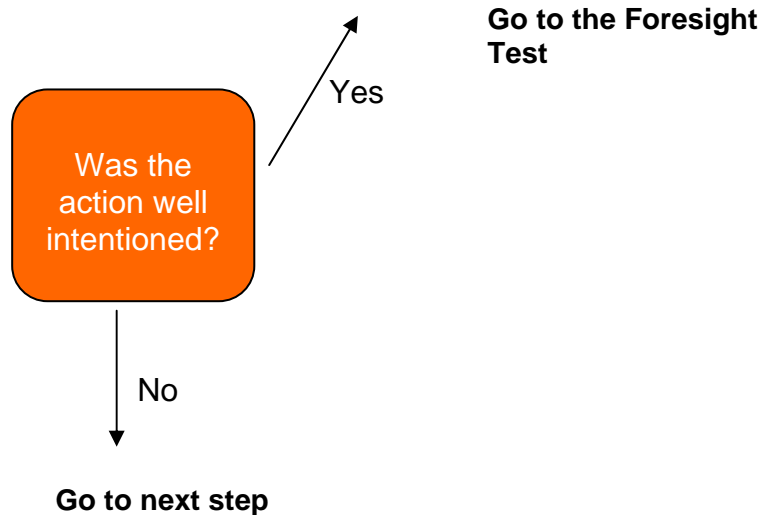 Go to the Foresight
Test
Yes
Was the
action well
intentioned?
No
Go to next step